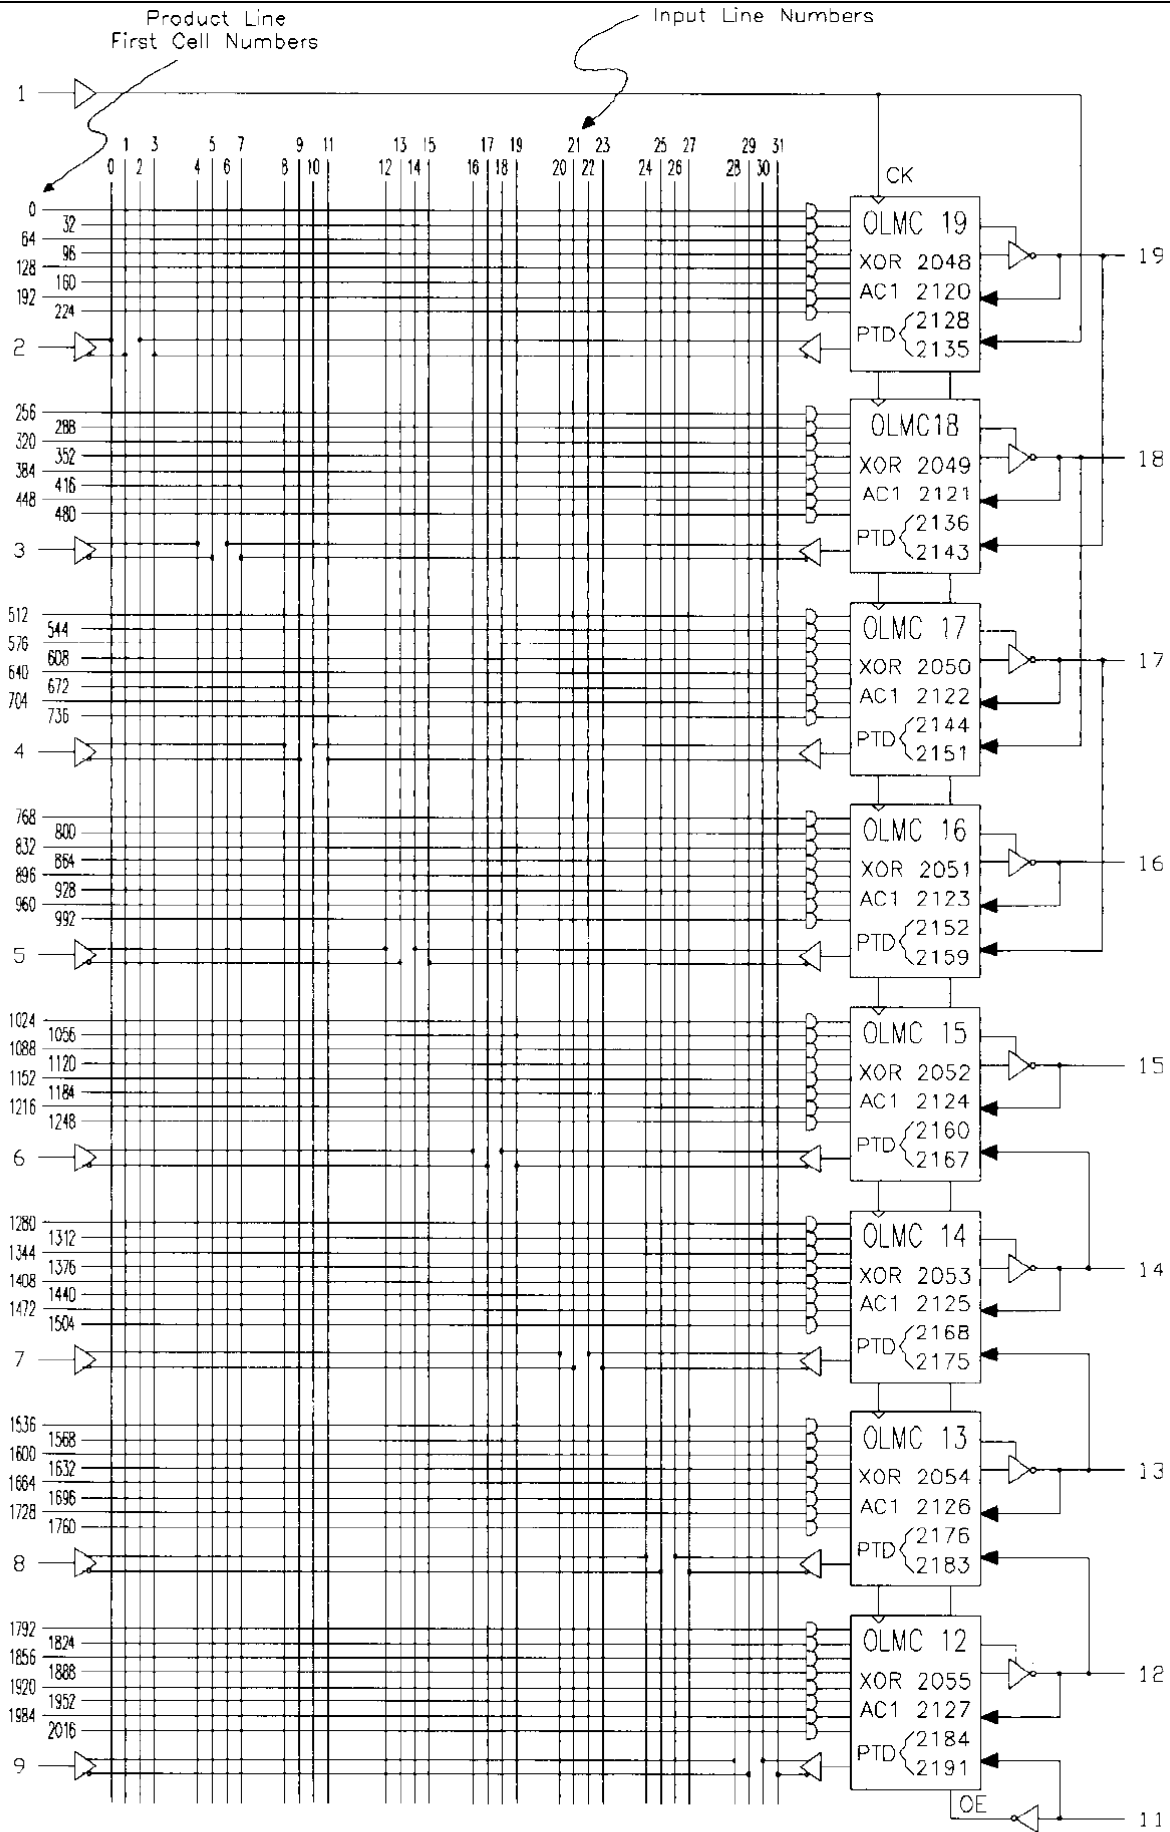 Product Line
First Cell Numbers
Input Line Numbers
1
1 3 5 7 9 11 13 15 17 19 21 23 25 27 29 31
0 2 4 6 8 10 12 14 16 18 20 22 24 26 28 30
CK
0
32
64
96
128
160
192
224
2
OLMC 19
XOR 2048
AC1 2120
PTD 2128
2135
19
256
288
320
352
384
416
448
480
3
OLMC18
XOR 2049
AC1 2121
PTD 2136
2143
18
512
544
576
608
640
672
704
736
4
OLMC 17
XOR 2050
AC1 2122
PTD 2144
2151
17
768
800
832
864
896
928
960
992
5
OLMC 16
XOR 2051
AC1 2123
PTD 2152
2159
16
1024
1056
1088
1120
1152
1184
1216
1248
6
OLMC 15
XOR 2052
AC1 2124
PTD 2160
2167
15
1280
1312
1344
1376
1408
1440
1472
1504
7
OLMC 14
XOR 2053
AC1 2125
PTD 2168
2175
14
1536
1568
1600
1632
1664
1696
1728
1760
8
OLMC 13
XOR 2054
AC1 2126
PTD 2176
2183
13
1792
1824
1856
1888
1920
1952
1984
2016
9
OLMC 12
XOR 2055
AC1 2127
PTD 2184
2191
12
OE
11